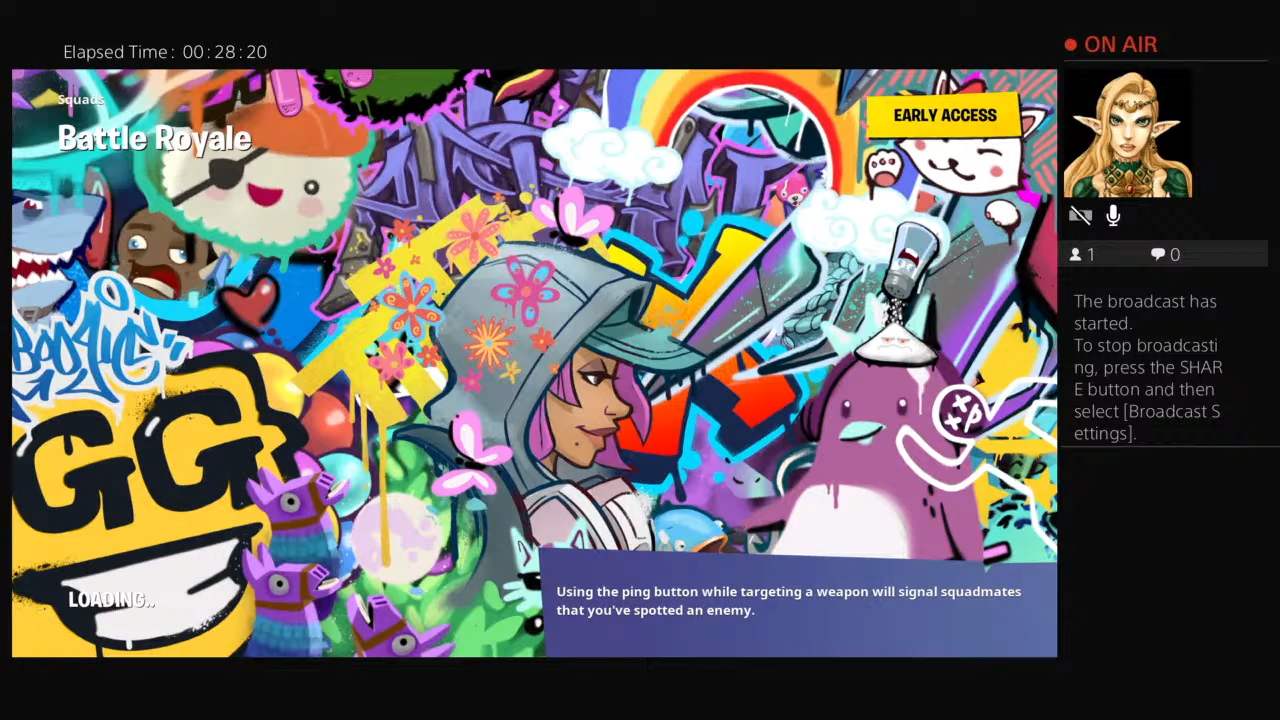 Elapsed Time: 00:28:20
ON AIR
Squads
Battle Royale
EARLY ACCESS
1
0
The broadcast has
started.
To stop broadcasti
ng, press the SHAR
E button and then
select [Broadcast S
ettings].
BOOGIE
GG
LOADING..
Using the ping button while targeting a weapon will signal squadmates
that you've spotted an enemy.